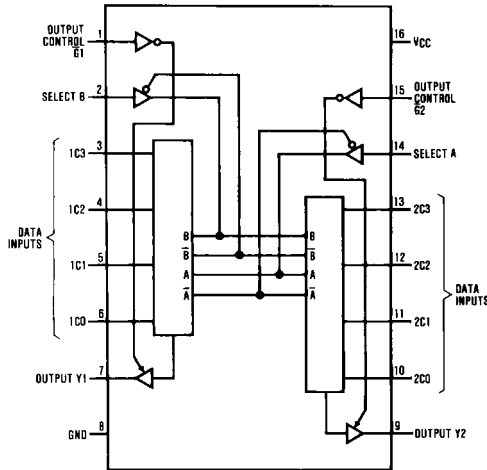 OUTPUT
CONTROL
G̅1̅
1
16
VCC
15
OUTPUT
CONTROL
G̅2̅
SELECT B
2
14
SELECT A
DATA
INPUTS
1C3
3
1C2
4
1C1
5
1C0
6
B
B̅
A
A̅
B
B̅
A
A̅
13
2C3
12
2C2
11
2C1
10
2C0
DATA
INPUTS
OUTPUT Y1
7
GND
8
9
OUTPUT Y2